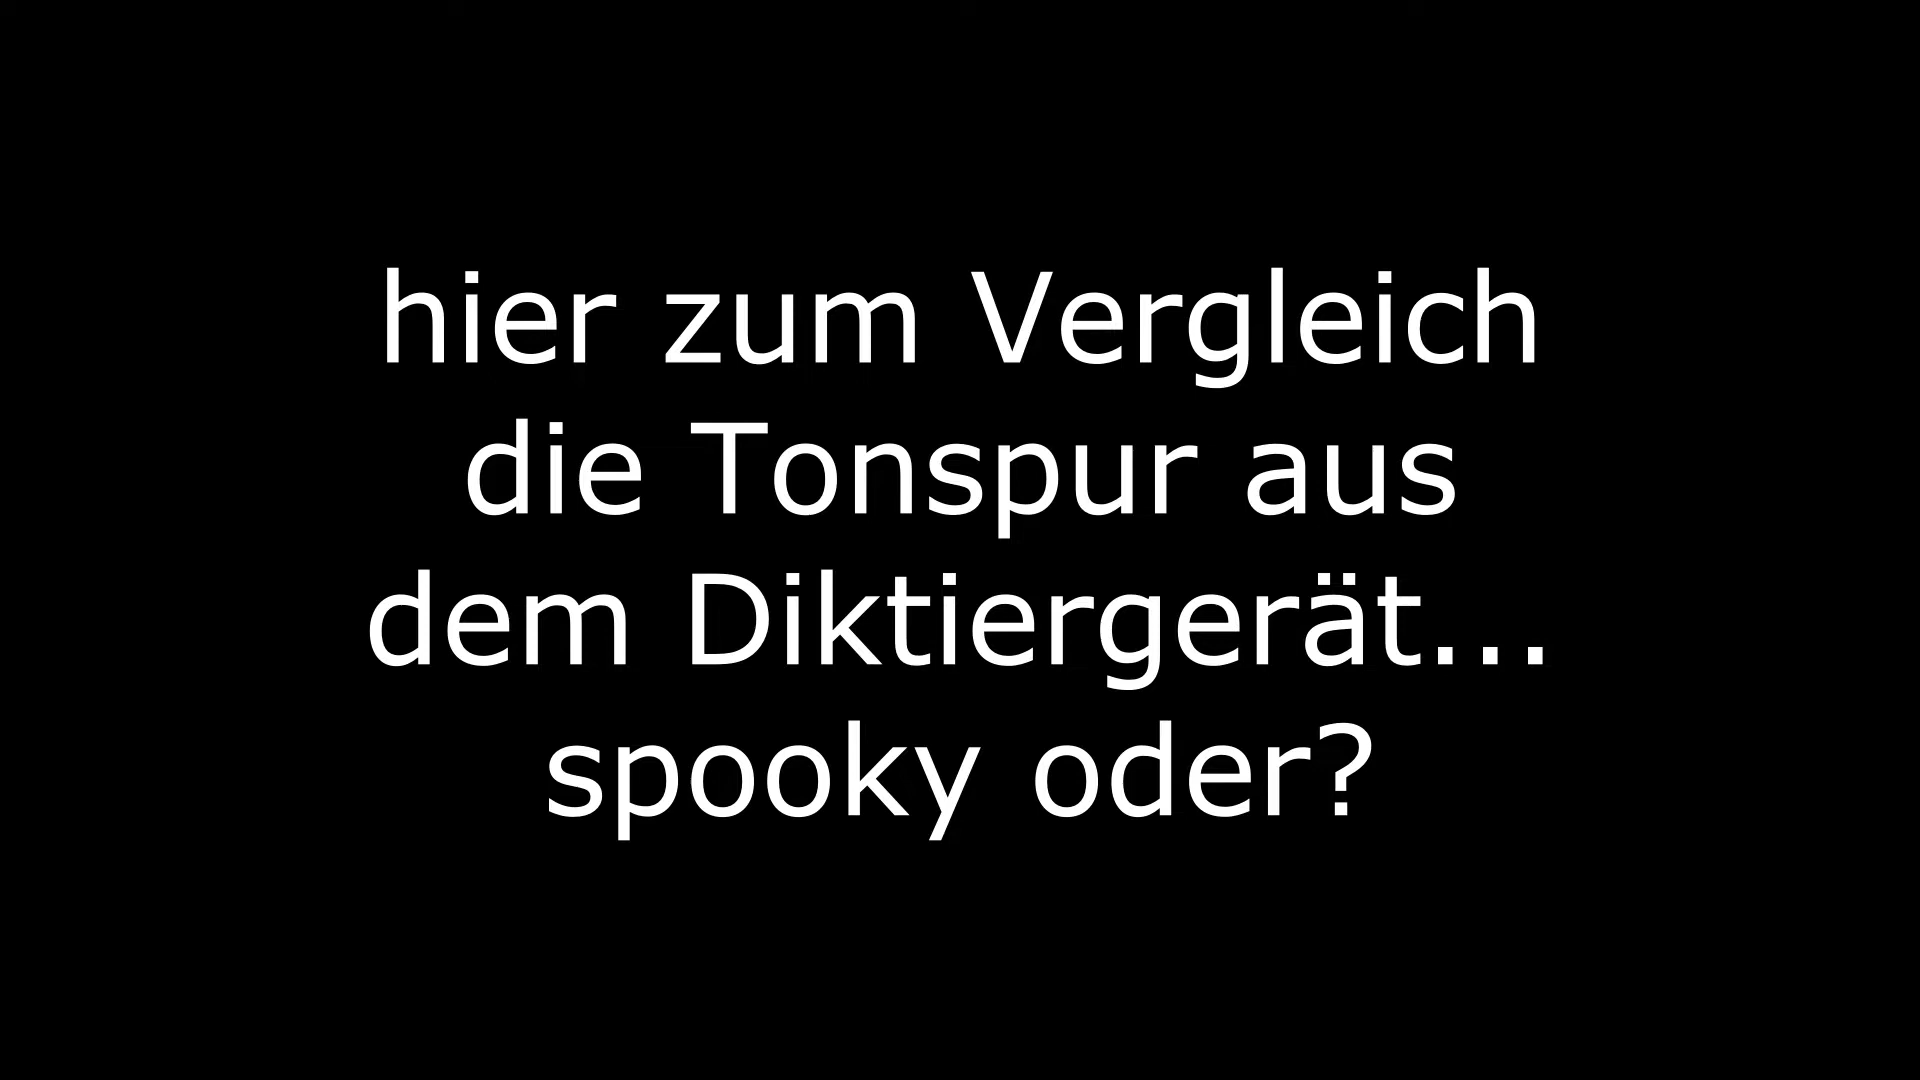 hier zum Vergleich
die Tonspur aus
dem Diktiergerät...
spooky oder?